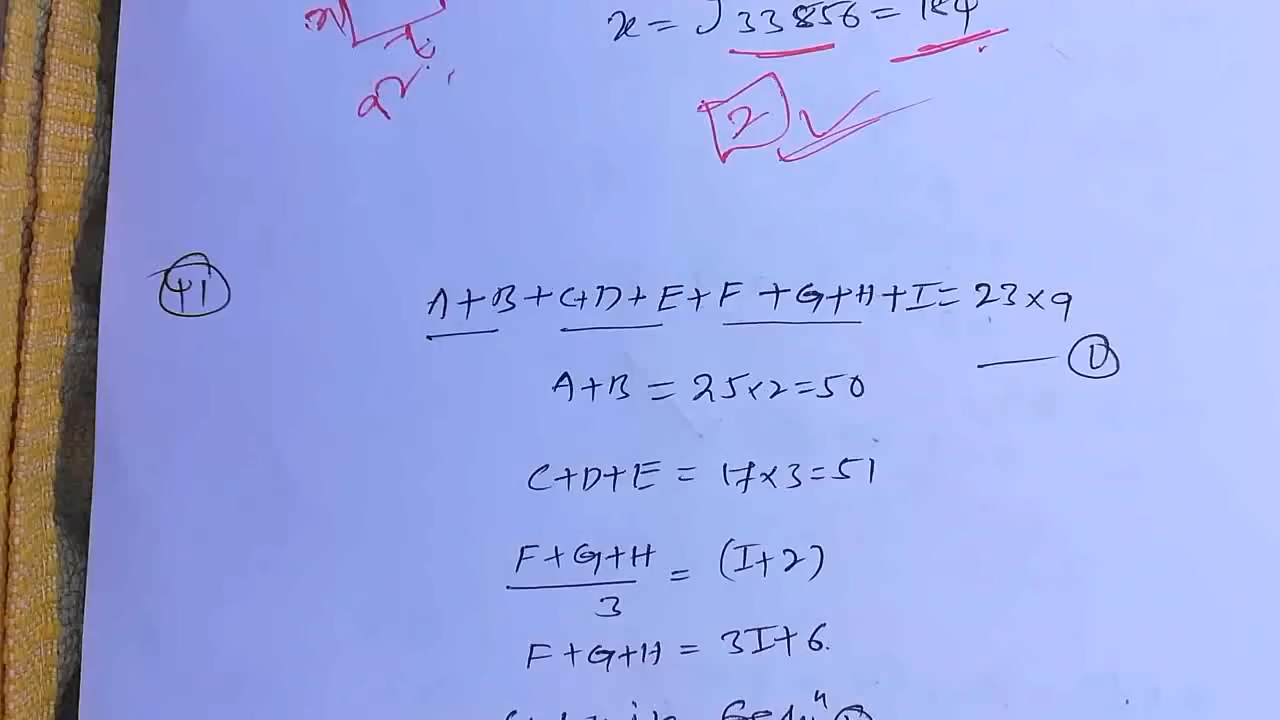 x = √33856 = 184
2
41
A+B+C+D+E+F+G+H+I = 23×9
— 1
A+B = 25×2=50
C+D+E = 17×3=51
F+G+H
3
= (I+2)
F+G+H = 3I+6.